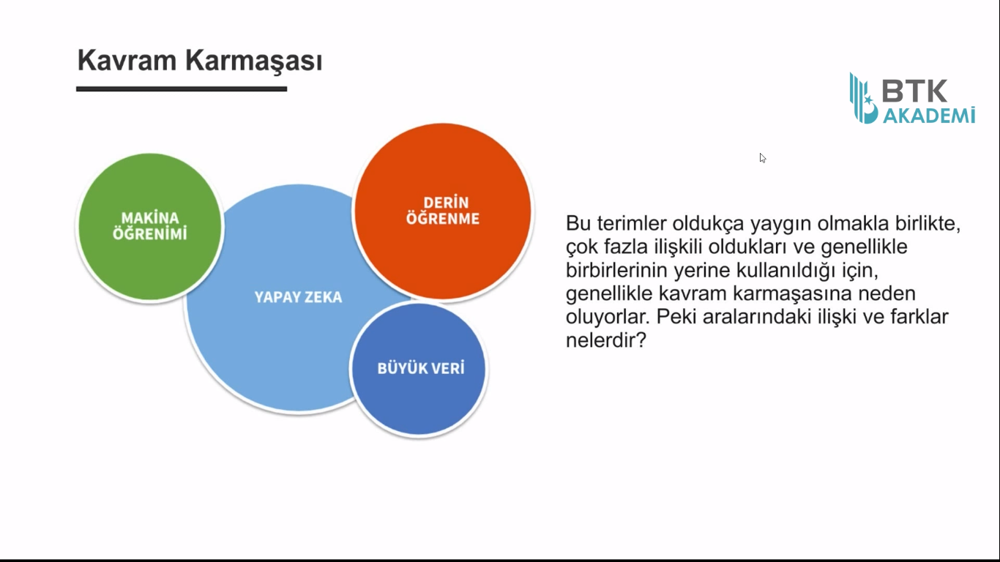 Kavram Karmaşası
BTK
AKADEMİ
MAKİNA
ÖĞRENİMİ
DERİN
ÖĞRENME
YAPAY ZEKA
BÜYÜK VERİ
Bu terimler oldukça yaygın olmakla birlikte,
çok fazla ilişkili oldukları ve genellikle
birbirlerinin yerine kullanıldığı için,
genellikle kavram karmaşasına neden
oluyorlar. Peki aralarındaki ilişki ve farklar
nelerdir?